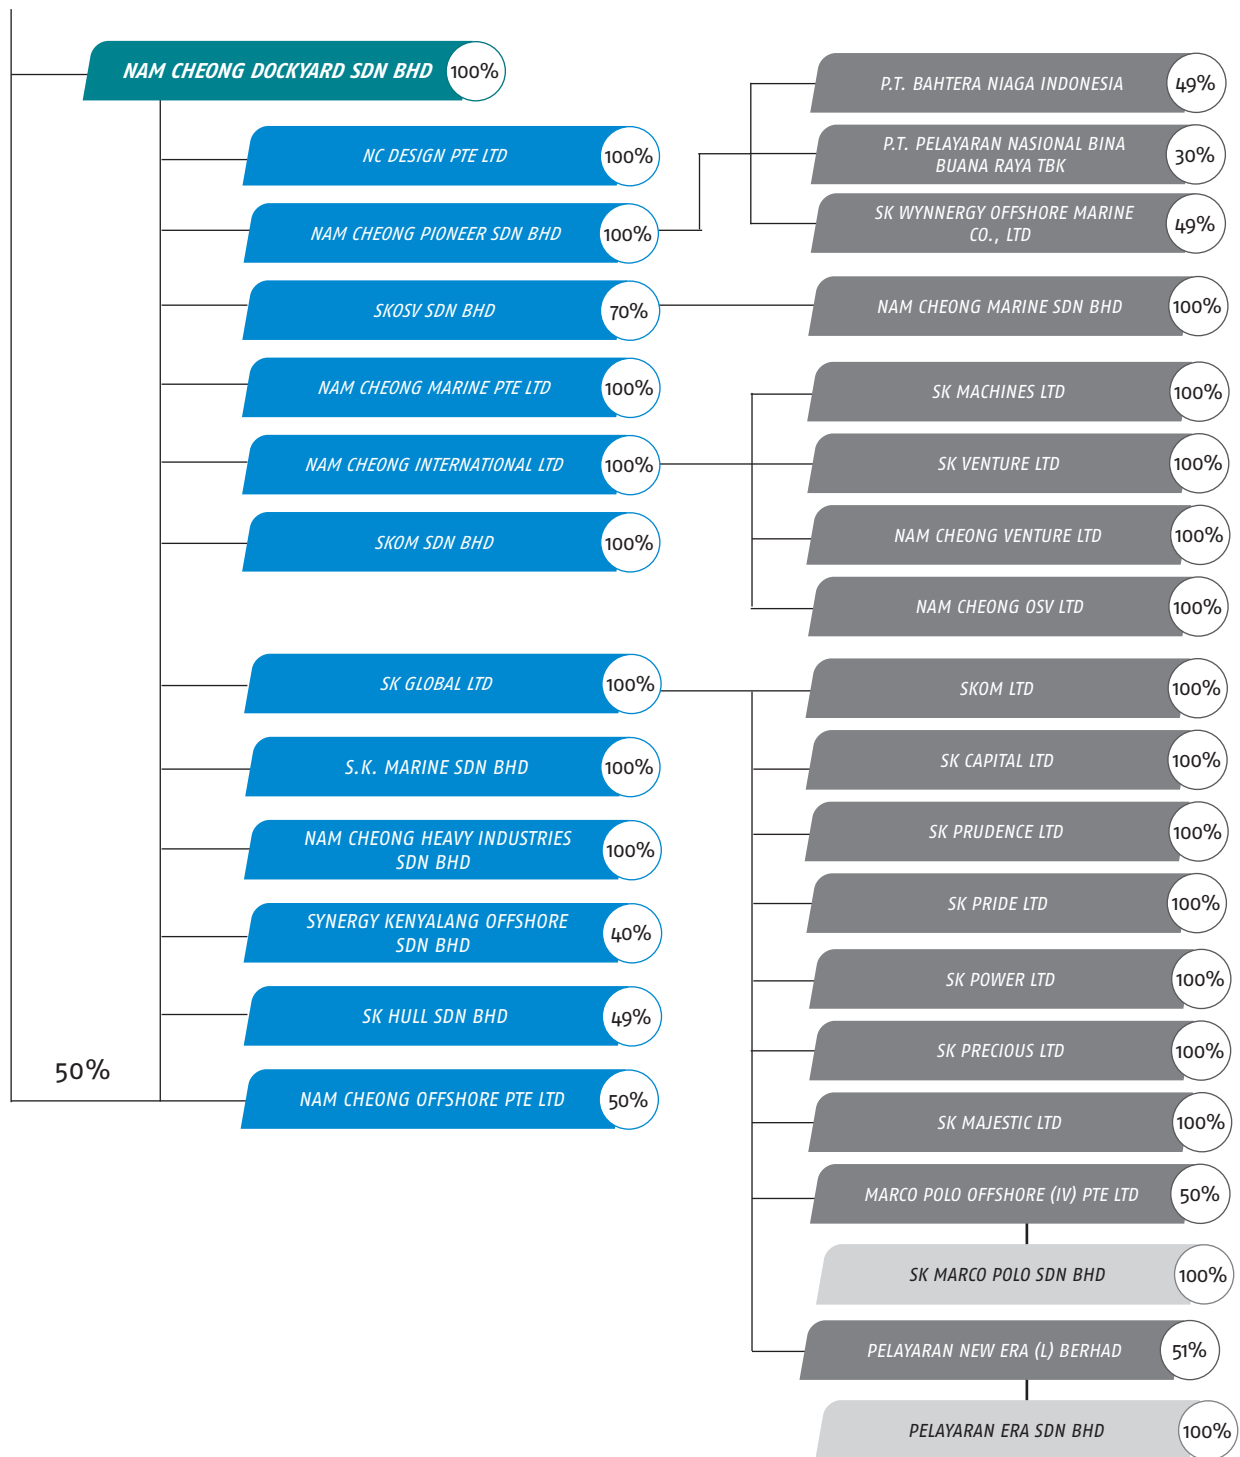 NAM CHEONG DOCKYARD SDN BHD 100%
NC DESIGN PTE LTD 100%
NAM CHEONG PIONEER SDN BHD 100%
SKOSV SDN BHD 70%
NAM CHEONG MARINE PTE LTD 100%
NAM CHEONG INTERNATIONAL LTD 100%
SKOM SDN BHD 100%
SK GLOBAL LTD 100%
S.K. MARINE SDN BHD 100%
NAM CHEONG HEAVY INDUSTRIES
SDN BHD 100%
SYNERGY KENYALANG OFFSHORE
SDN BHD 40%
SK HULL SDN BHD 49%
50%
NAM CHEONG OFFSHORE PTE LTD 50%
P.T. BAHTERA NIAGA INDONESIA 49%
P.T. PELAYARAN NASIONAL BINA
BUANA RAYA TBK 30%
SK WYNNERGY OFFSHORE MARINE
CO., LTD 49%
NAM CHEONG MARINE SDN BHD 100%
SK MACHINES LTD 100%
SK VENTURE LTD 100%
NAM CHEONG VENTURE LTD 100%
NAM CHEONG OSV LTD 100%
SKOM LTD 100%
SK CAPITAL LTD 100%
SK PRUDENCE LTD 100%
SK PRIDE LTD 100%
SK POWER LTD 100%
SK PRECIOUS LTD 100%
SK MAJESTIC LTD 100%
MARCO POLO OFFSHORE (IV) PTE LTD 50%
SK MARCO POLO SDN BHD 100%
PELAYARAN NEW ERA (L) BERHAD 51%
PELAYARAN ERA SDN BHD 100%